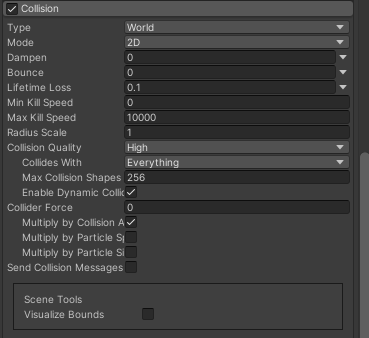 Collision
Type World
Mode 2D
Dampen 0
Bounce 0
Lifetime Loss 0.1
Min Kill Speed 0
Max Kill Speed 10000
Radius Scale 1
Collision Quality High
Collides With Everything
Max Collision Shapes 256
Enable Dynamic Collic
Collider Force 0
Multiply by Collision A
Multiply by Particle Sp
Multiply by Particle Si
Send Collision Messages
Scene Tools
Visualize Bounds